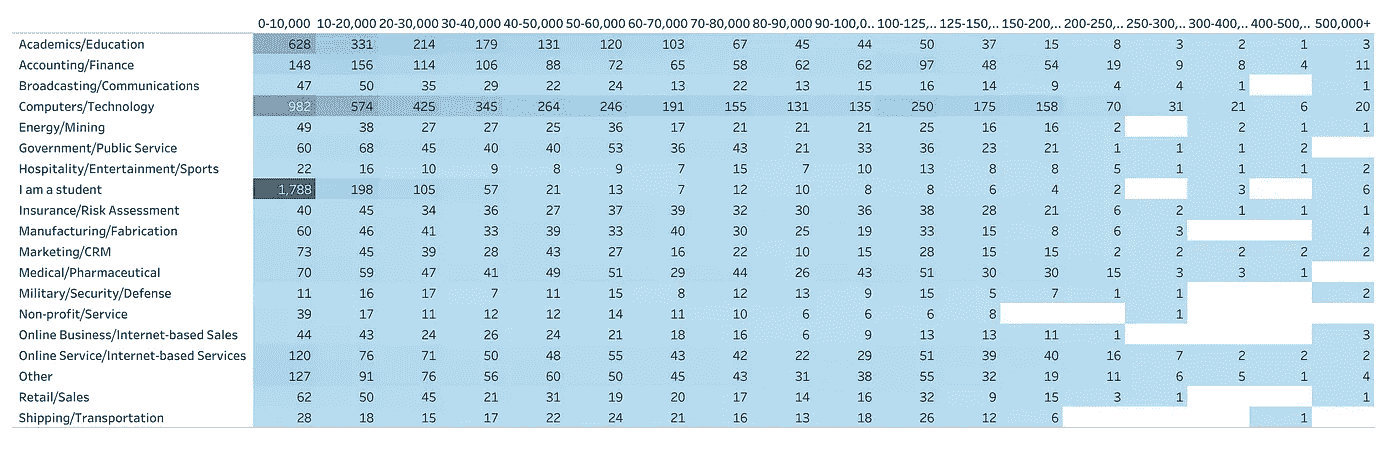 0-10,000 10-20,000 20-30,000 30-40,000 40-50,000 50-60,000 60-70,000 70-80,000 80-90,000 90-100,0... 100-125,... 125-150,... 150-200,... 200-250,... 250-300,... 300-400,... 400-500,... 500,000+
Academics/Education 628 331 214 179 131 120 103 67 45 44 50 37 15 8 3 2 1 3
Accounting/Finance 148 156 114 106 88 72 65 58 62 62 97 48 54 19 9 8 4 11
Broadcasting/Communications 47 50 35 29 22 24 13 22 13 15 16 14 9 4 4 1 1
Computers/Technology 982 574 425 345 264 246 191 155 131 135 250 175 158 70 31 21 6 20
Energy/Mining 49 38 27 27 25 36 17 21 21 21 25 16 16 2 2 1 1
Government/Public Service 60 68 45 40 40 53 36 43 21 33 36 23 21 1 1 1 2
Hospitality/Entertainment/Sports 22 16 10 9 8 9 7 15 7 10 13 8 8 5 1 1 1 2
I am a student 1,788 198 105 57 21 13 7 12 10 8 8 6 4 2 3 6
Insurance/Risk Assessment 40 45 34 36 27 37 39 32 30 36 38 28 21 6 2 1 1 1
Manufacturing/Fabrication 60 46 41 33 39 33 40 30 25 19 33 15 8 6 3 4
Marketing/CRM 73 45 39 28 43 27 16 22 10 15 28 15 15 2 2 2 2 2
Medical/Pharmaceutical 70 59 47 41 49 51 29 44 26 43 51 30 30 15 3 3 1
Military/Security/Defense 11 16 17 7 11 15 8 12 13 9 15 5 7 1 1 2
Non-profit/Service 39 17 11 12 12 14 11 10 6 6 6 8 1
Online Business/Internet-based Sales 44 43 24 26 24 21 18 16 6 9 13 13 11 1 3
Online Service/Internet-based Services 120 76 71 50 48 55 43 42 22 29 51 39 40 16 7 2 2 2
Other 127 91 76 56 60 50 45 43 31 38 55 32 19 11 6 5 1 4
Retail/Sales 62 50 45 21 31 19 20 17 14 16 32 9 15 3 1 1
Shipping/Transportation 28 18 15 17 22 24 21 16 13 18 26 12 6 1